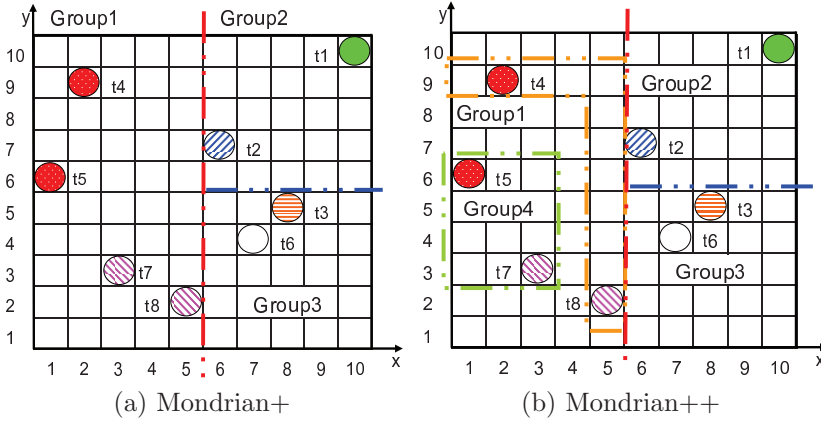 y Group1 Group2
10 t1
9 t4
8
7 t2
6 t5
5 t3
4 t6
3 t7
2 t8 Group3
1
x
1 2 3 4 5 6 7 8 9 10
(a) Mondrian+
y
10 t1
9 t4 Group2
8 Group1
7 t2
6 t5
5 Group4 t3
4 t6
3 t7 Group3
2 t8
1
x
1 2 3 4 5 6 7 8 9 10
(b) Mondrian++